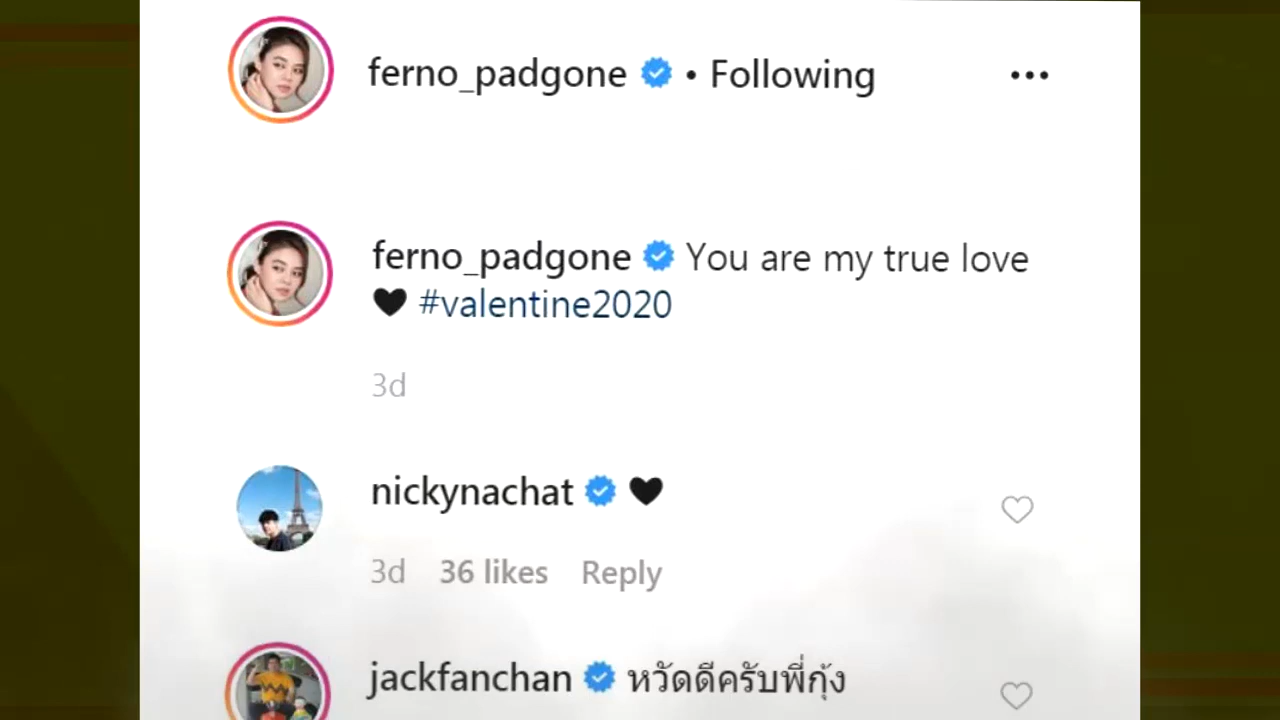 ferno_padgone • Following
ferno_padgone You are my true love
🖤 #valentine2020
3d
nickynachat 🖤
3d 36 likes Reply
jackfanchan หวัดดีครับพี่กุ้ง